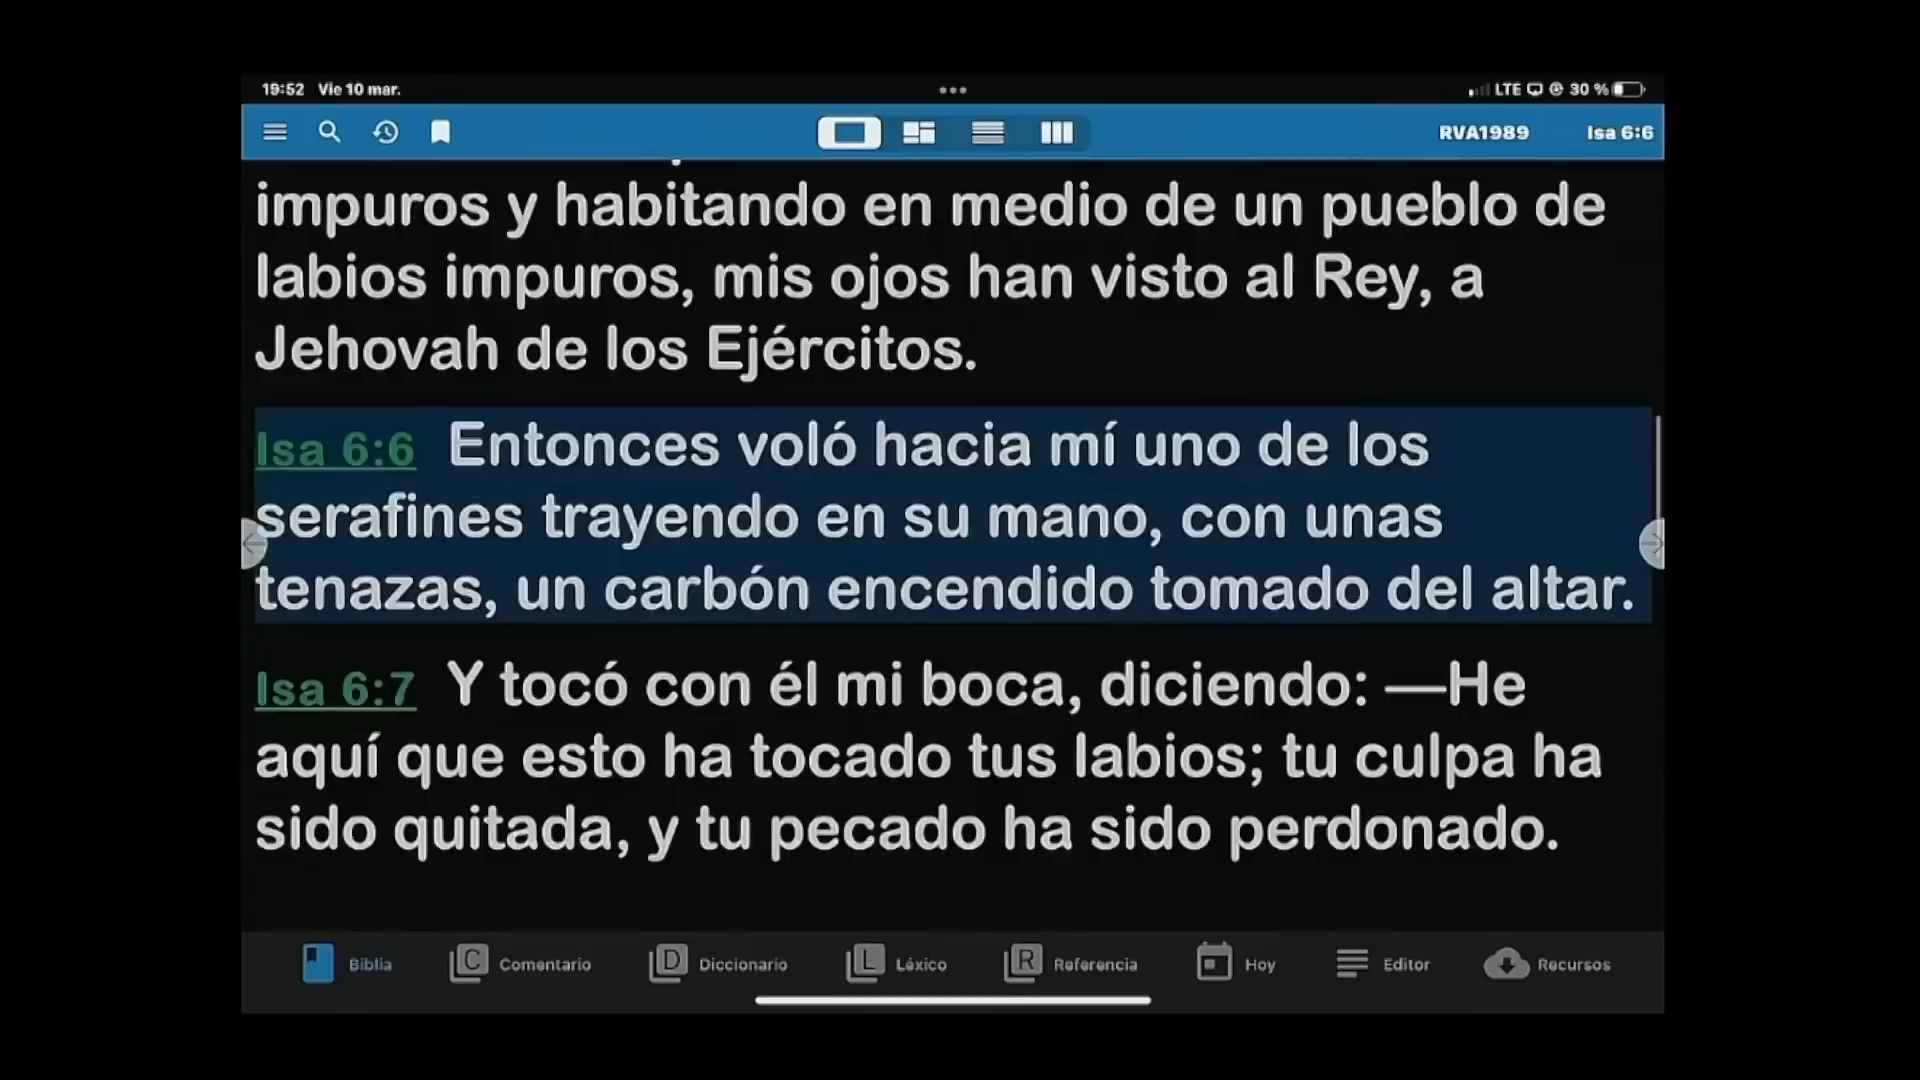 19:52 Vie 10 mar.
LTE 30 %
RVA1989 Isa 6:6
impuros y habitando en medio de un pueblo de
labios impuros, mis ojos han visto al Rey, a
Jehovah de los Ejércitos.
Isa 6:6 Entonces voló hacia mí uno de los
serafines trayendo en su mano, con unas
tenazas, un carbón encendido tomado del altar.
Isa 6:7 Y tocó con él mi boca, diciendo: —He
aquí que esto ha tocado tus labios; tu culpa ha
sido quitada, y tu pecado ha sido perdonado.
Biblia C Comentario D Diccionario L Léxico R Referencia Hoy Editor Recursos